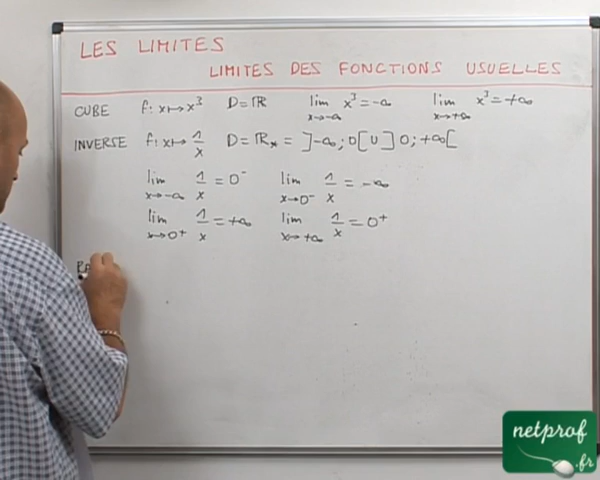 LES LIMITES
LIMITES DES FONCTIONS USUELLES
CUBE f: x ↦ x³ D = ℝ lim x→-∞ x³ = -∞ lim x→+∞ x³ = +∞
INVERSE f: x ↦ 1/x D = ℝ* = ]-∞; 0[ U ]0; +∞[
lim x→-∞ 1/x = 0⁻ lim x→0⁻ 1/x = -∞
lim x→0⁺ 1/x = +∞ lim x→+∞ 1/x = 0⁺
netprof
.fr